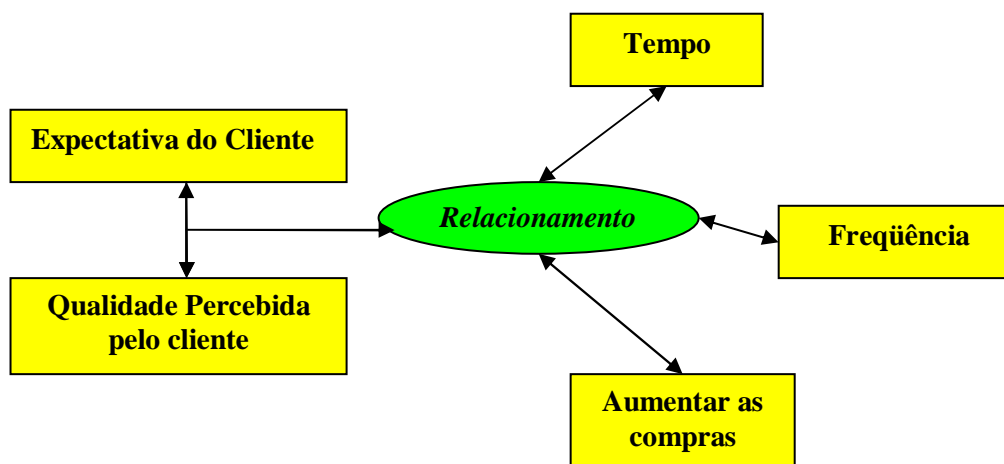 Tempo
Expectativa do Cliente
Relacionamento
Freqüência
Qualidade Percebida
pelo cliente
Aumentar as
compras